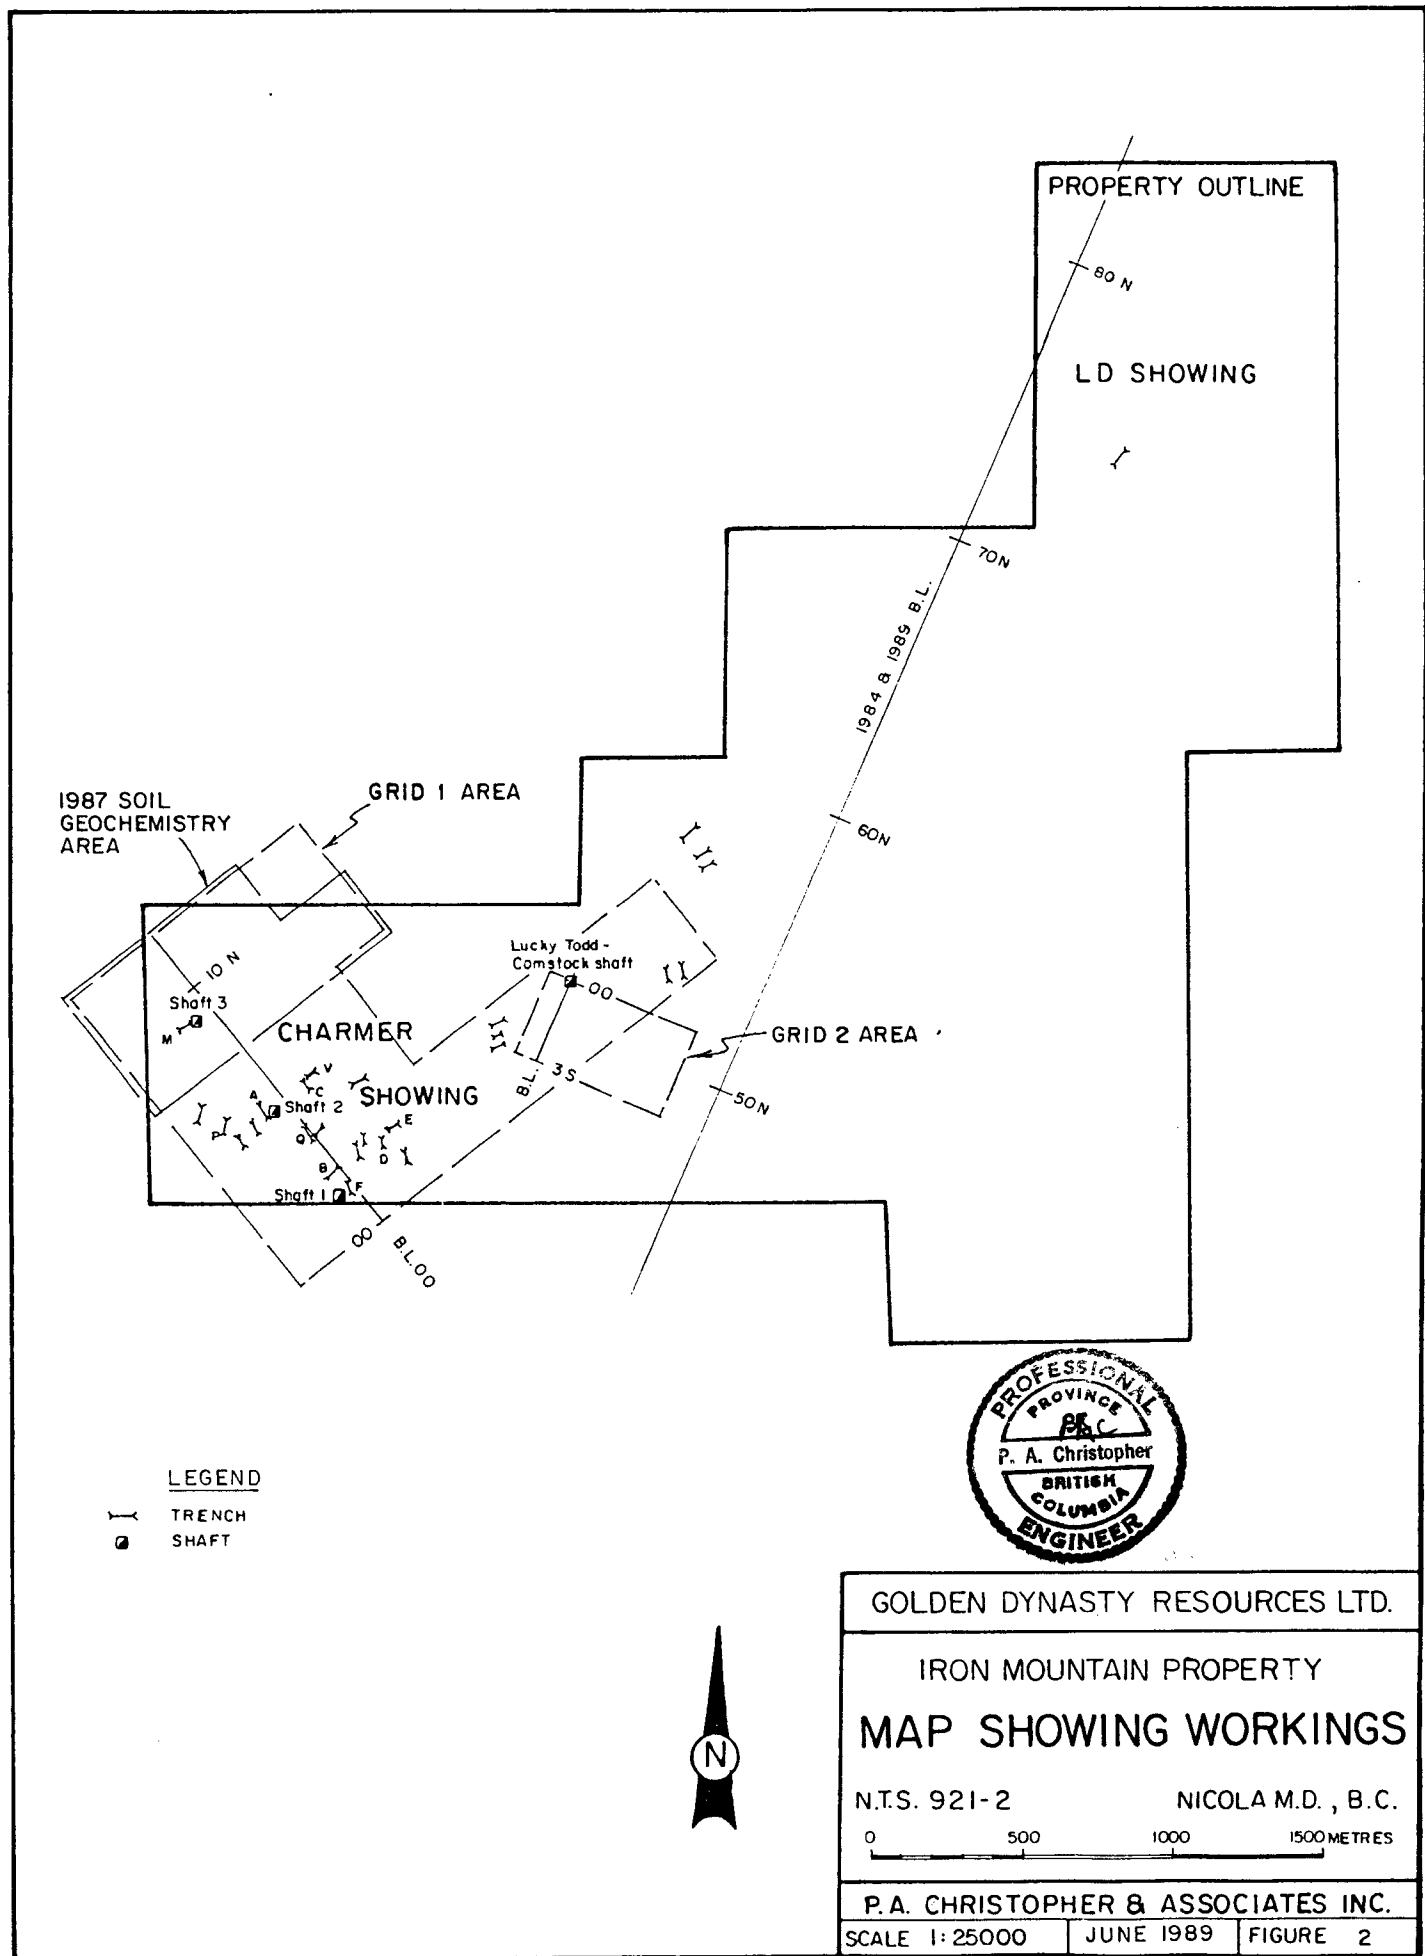 PROPERTY OUTLINE
80 N
LD SHOWING
70N
1984 & 1989 B.L.
60N
GRID 1 AREA
1987 SOIL
GEOCHEMISTRY
AREA
10 N
Shaft 3
M
Lucky Todd -
Comstock shaft
00
CHARMER
SHOWING
GRID 2 AREA
B.L.
3 S
50N
V
C
A
Shaft 2
P
Q
E
D
B
F
Shaft 1
00
B.L.00
LEGEND
TRENCH
SHAFT
PROFESSIONAL
PROVINCE
P. A. Christopher
BRITISH
COLUMBIA
ENGINEER
N
GOLDEN DYNASTY RESOURCES LTD.
IRON MOUNTAIN PROPERTY
MAP SHOWING WORKINGS
N.T.S. 921-2 NICOLA M.D., B.C.
0 500 1000 1500 METRES
P.A. CHRISTOPHER & ASSOCIATES INC.
SCALE 1:25000 JUNE 1989 FIGURE 2